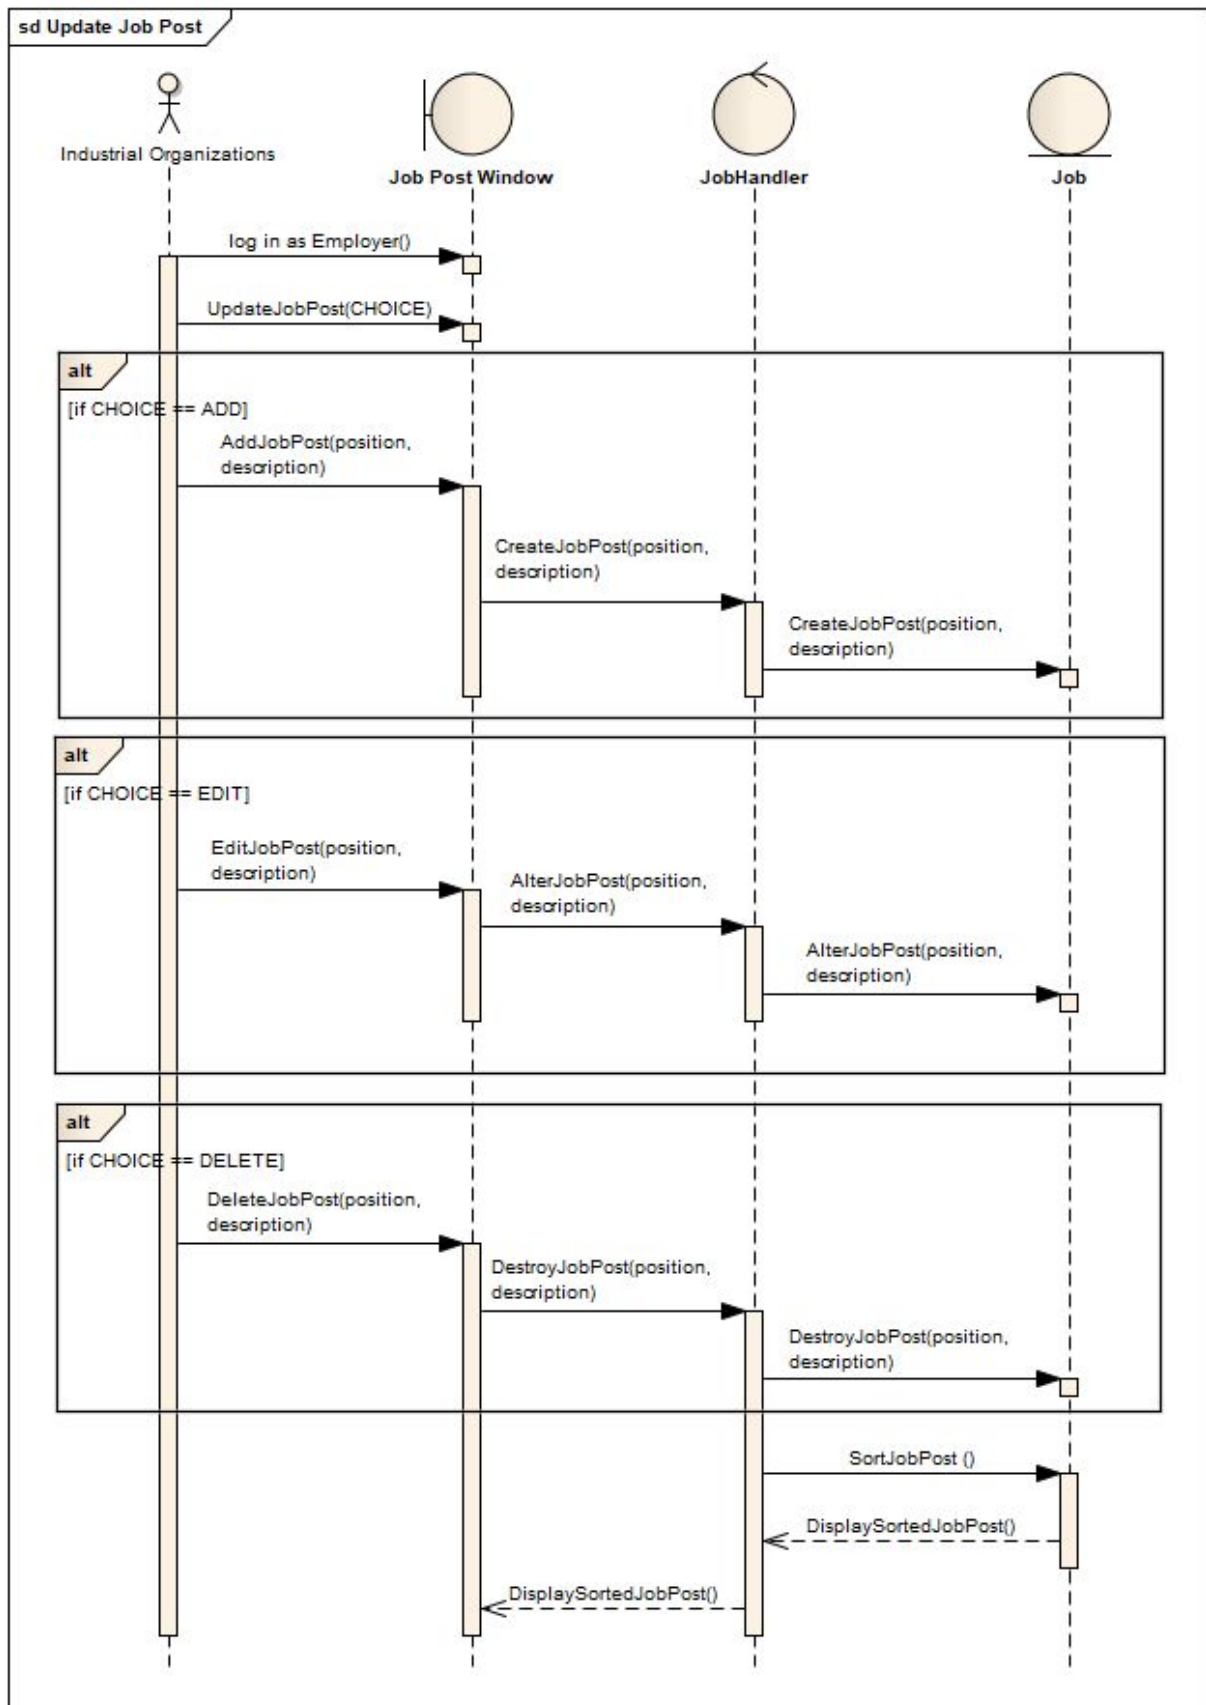 sd Update Job Post
Industrial Organizations
Job Post Window
JobHandler
Job
log in as Employer()
UpdateJobPost(CHOICE)
alt
[if CHOICE == ADD]
AddJobPost(position,
description)
CreateJobPost(position,
description)
CreateJobPost(position,
description)
alt
[if CHOICE == EDIT]
EditJobPost(position,
description)
AlterJobPost(position,
description)
AlterJobPost(position,
description)
alt
[if CHOICE == DELETE]
DeleteJobPost(position,
description)
DestroyJobPost(position,
description)
DestroyJobPost(position,
description)
SortJobPost ()
DisplaySortedJobPost()
DisplaySortedJobPost()